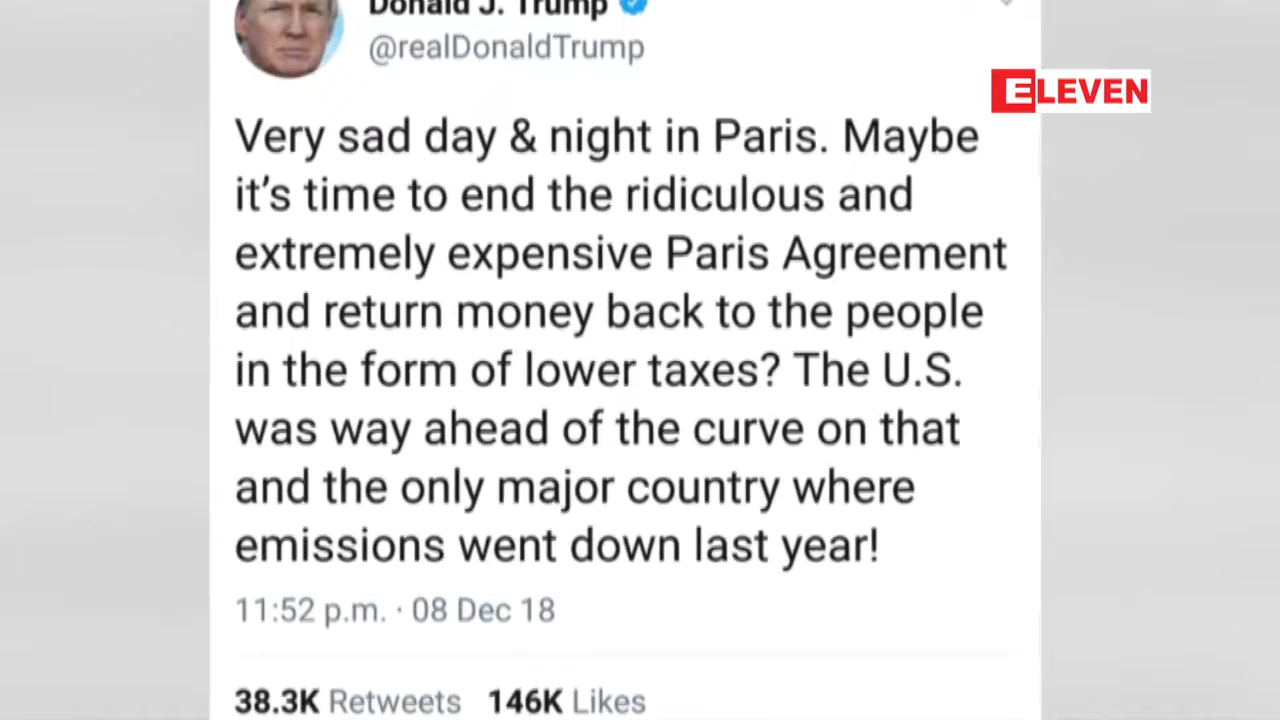 Donald J. Trump
@realDonaldTrump
ELEVEN
Very sad day & night in Paris. Maybe
it's time to end the ridiculous and
extremely expensive Paris Agreement
and return money back to the people
in the form of lower taxes? The U.S.
was way ahead of the curve on that
and the only major country where
emissions went down last year!
11:52 p.m. · 08 Dec 18
38.3K Retweets 146K Likes